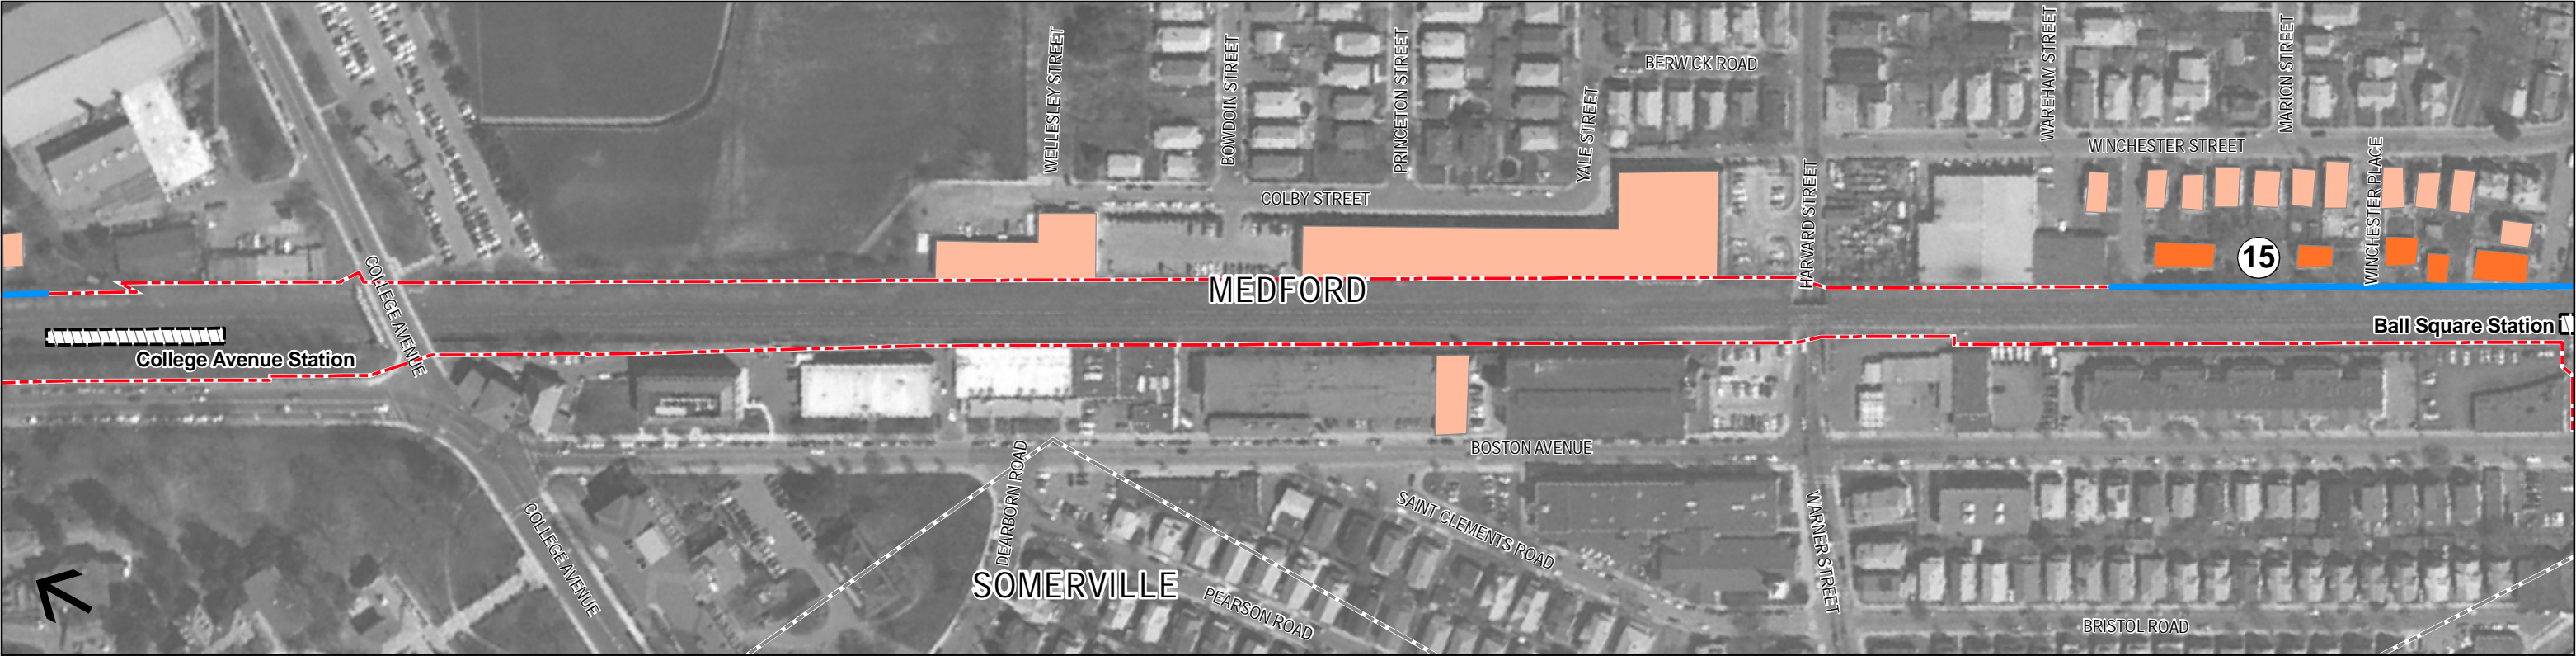 WELLESLEY STREET
BOWDOIN STREET
PRINCETON STREET
YALE STREET
BERWICK ROAD
HARVARD STREET
WAREHAM STREET
MARION STREET
WINCHESTER STREET
WINCHESTER PLACE
COLBY STREET
15
COLLEGE AVENUE
MEDFORD
College Avenue Station
Ball Square Station
BOSTON AVENUE
DEARBORN ROAD
COLLEGE AVENUE
SAINT CLEMENTS ROAD
WARNER STREET
SOMERVILLE
PEARSON ROAD
BRISTOL ROAD